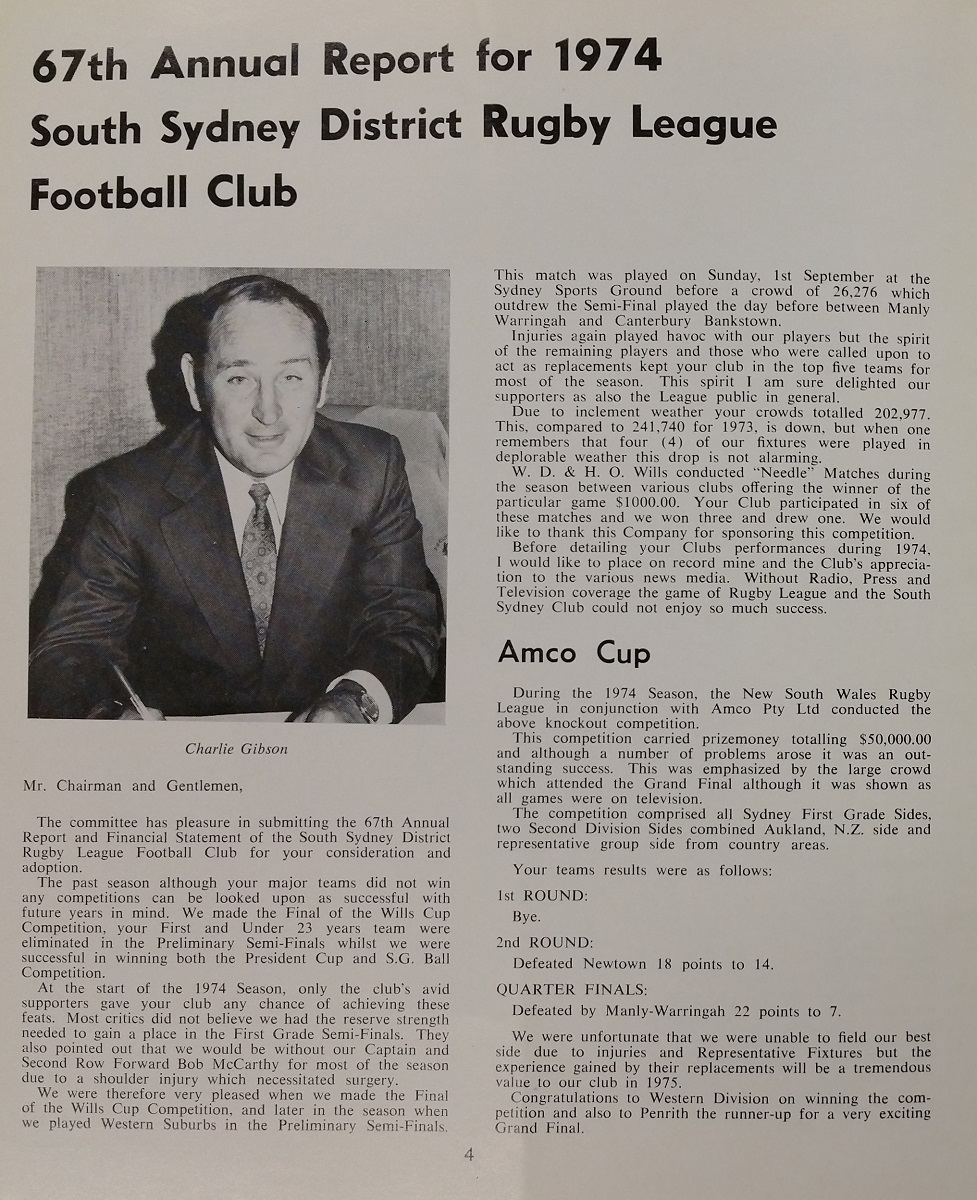 67th Annual Report for 1974
South Sydney District Rugby League
Football Club
Charlie Gibson
Mr. Chairman and Gentlemen,
The committee has pleasure in submitting the 67th Annual
Report and Financial Statement of the South Sydney District
Rugby League Football Club for your consideration and
adoption.
The past season although your major teams did not win
any competitions can be looked upon as successful with
future years in mind. We made the Final of the Wills Cup
Competition, your First and Under 23 years team were
eliminated in the Preliminary Semi-Finals whilst we were
successful in winning both the President Cup and S.G. Ball
Competition.
At the start of the 1974 Season, only the club's avid
supporters gave your club any chance of achieving these
feats. Most critics did not believe we had the reserve strength
needed to gain a place in the First Grade Semi-Finals. They
also pointed out that we would be without our Captain and
Second Row Forward Bob McCarthy for most of the season
due to a shoulder injury which necessitated surgery.
We were therefore very pleased when we made the Final
of the Wills Cup Competition, and later in the season when
we played Western Suburbs in the Preliminary Semi-Finals.
This match was played on Sunday, 1st September at the
Sydney Sports Ground before a crowd of 26,276 which
outdrew the Semi-Final played the day before between Manly
Warringah and Canterbury Bankstown.
Injuries again played havoc with our players but the spirit
of the remaining players and those who were called upon to
act as replacements kept your club in the top five teams for
most of the season. This spirit I am sure delighted our
supporters as also the League public in general.
Due to inclement weather your crowds totalled 202,977.
This, compared to 241,740 for 1973, is down, but when one
remembers that four (4) of our fixtures were played in
deplorable weather this drop is not alarming.
W. D. & H. O. Wills conducted "Needle" Matches during
the season between various clubs offering the winner of the
particular game $1000.00. Your Club participated in six of
these matches and we won three and drew one. We would
like to thank this Company for sponsoring this competition.
Before detailing your Clubs performances during 1974,
I would like to place on record mine and the Club's apprecia-
tion to the various news media. Without Radio, Press and
Television coverage the game of Rugby League and the South
Sydney Club could not enjoy so much success.
Amco Cup
During the 1974 Season, the New South Wales Rugby
League in conjunction with Amco Pty Ltd conducted the
above knockout competition.
This competition carried prizemoney totalling $50,000.00
and although a number of problems arose it was an out-
standing success. This was emphasized by the large crowd
which attended the Grand Final although it was shown as
all games were on television.
The competition comprised all Sydney First Grade Sides,
two Second Division Sides combined Aukland, N.Z. side and
representative group side from country areas.
Your teams results were as follows:
1st ROUND:
Bye.
2nd ROUND:
Defeated Newtown 18 points to 14.
QUARTER FINALS:
Defeated by Manly-Warringah 22 points to 7.
We were unfortunate that we were unable to field our best
side due to injuries and Representative Fixtures but the
experience gained by their replacements will be a tremendous
value to our club in 1975.
Congratulations to Western Division on winning the com-
petition and also to Penrith the runner-up for a very exciting
Grand Final.
4